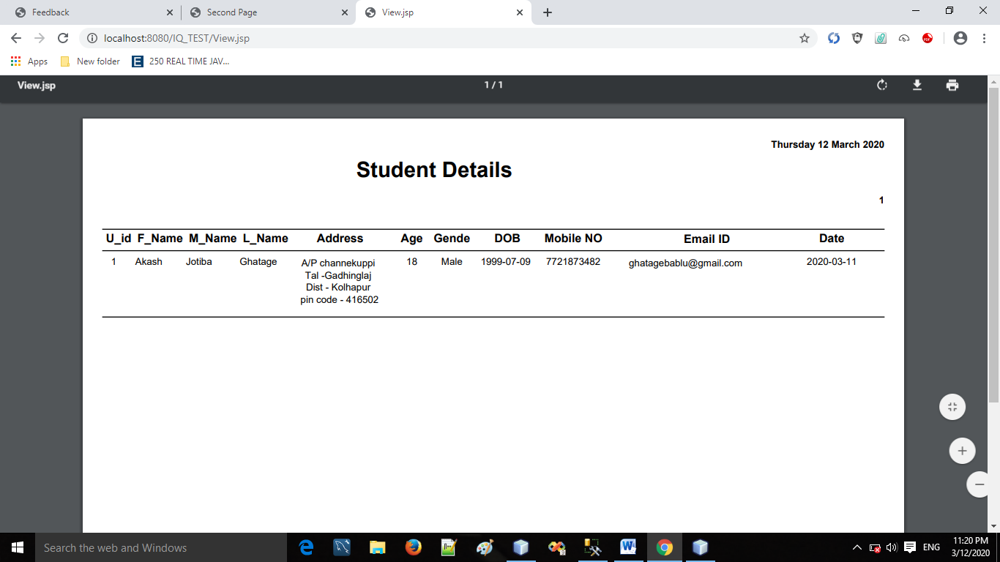 Feedback
Second Page
View.jsp
localhost:8080/IQ_TEST/View.jsp
Apps
New folder
250 REAL TIME JAV...
View.jsp
1 / 1
Thursday 12 March 2020
Student Details
1
U_id F_Name M_Name L_Name Address Age Gende DOB Mobile NO Email ID Date
1 Akash Jotiba Ghatage A/P channekuppi 18 Male 1999-07-09 7721873482 ghatagebablu@gmail.com 2020-03-11
Tal -Gadhinglaj
Dist - Kolhapur
pin code - 416502
Search the web and Windows
ENG
11:20 PM
3/12/2020